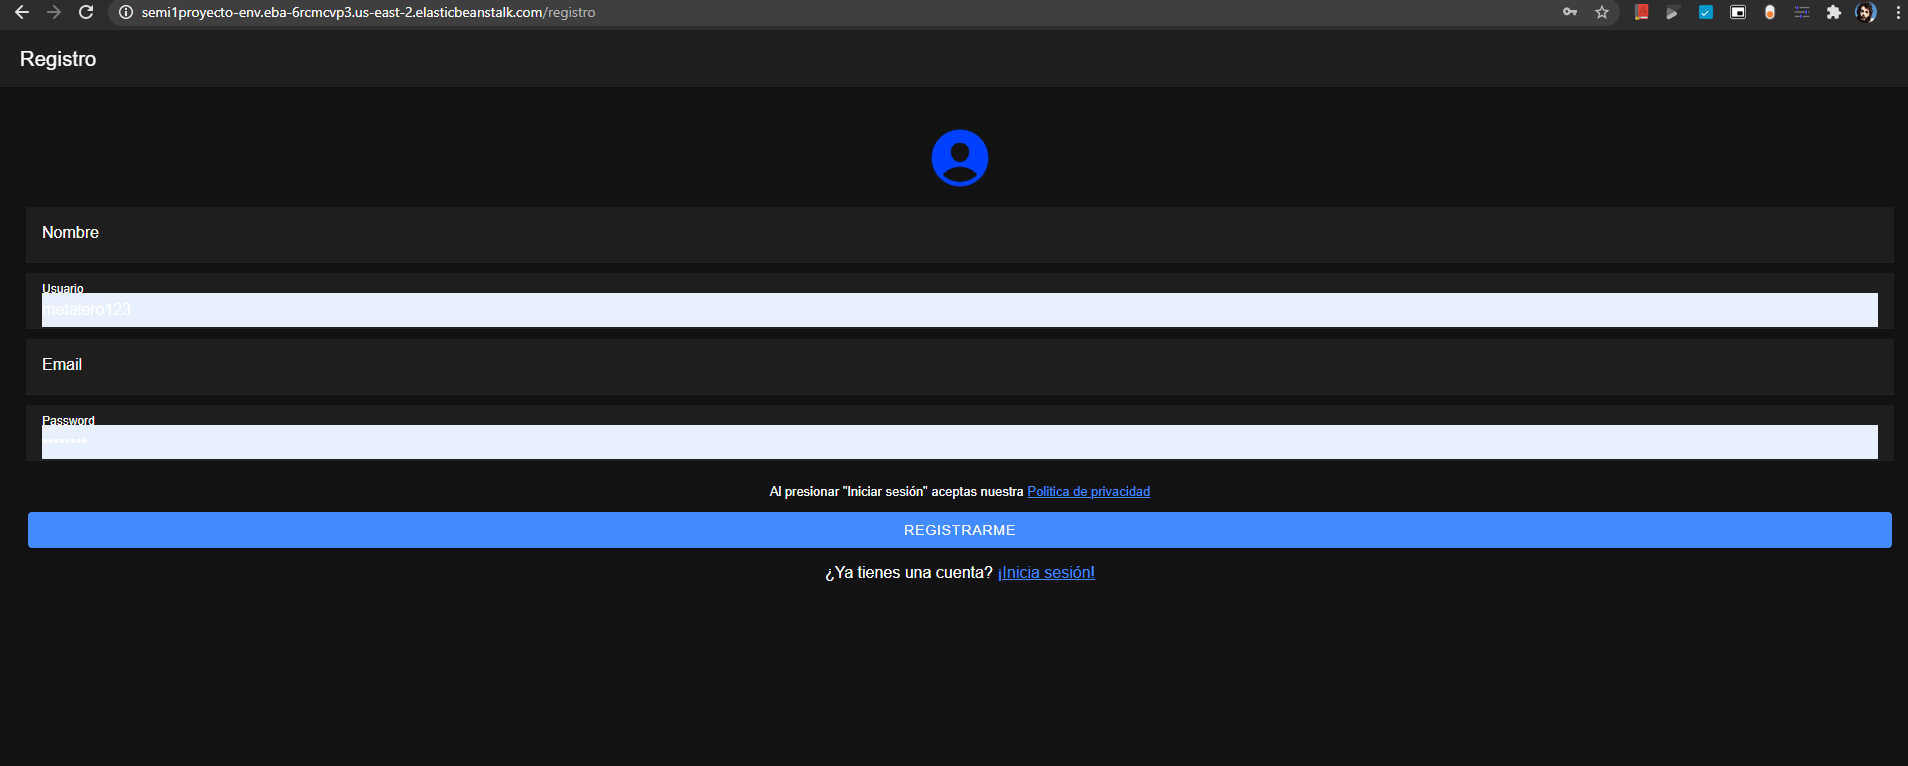 semi1proyecto-env.eba-6rcmcvp3.us-east-2.elasticbeanstalk.com/registro
Registro
Nombre
Usuario
metalero123
Email
Password
••••••••
Al presionar "Iniciar sesión" aceptas nuestra Politica de privacidad
REGISTRARME
¿Ya tienes una cuenta? ¡Inicia sesión!